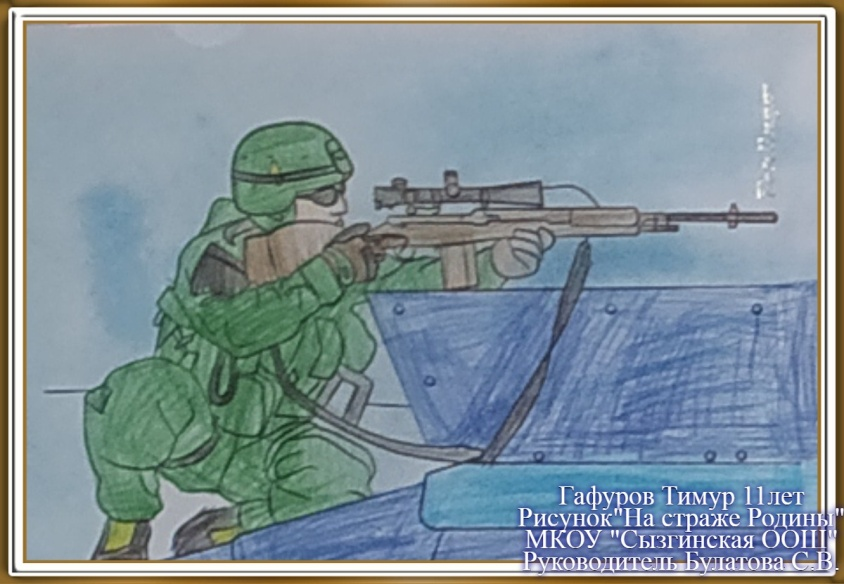 Гафуров Тимур 11лет
Рисунок"На страже Родины"
МКОУ "Сызгинская ООШ"
Руководитель Булатова С.В.